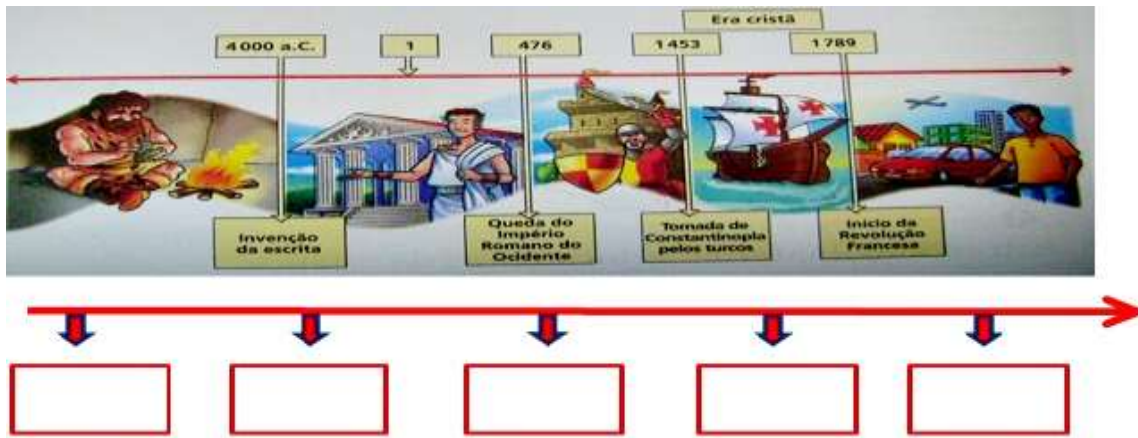 Era cristã
4000 a.C.
1
476
1453
1789
Invenção
da escrita
Queda do
Império
Romano do
Ocidente
Tomada de
Constantinopla
pelos turcos
Início da
Revolução
Francesa